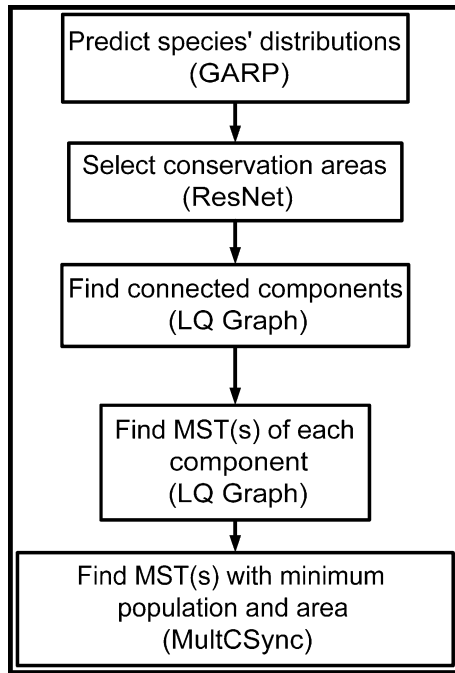 Predict species' distributions
(GARP)
Select conservation areas
(ResNet)
Find connected components
(LQ Graph)
Find MST(s) of each
component
(LQ Graph)
Find MST(s) with minimum
population and area
(MultCSync)